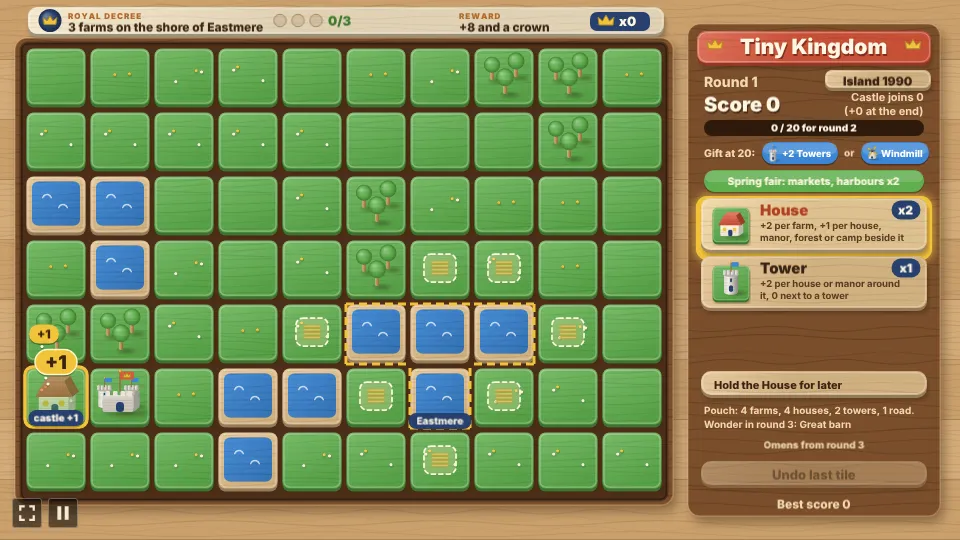 ROYAL DECREE
3 farms on the shore of Eastmere
0/3
REWARD
+8 and a crown
x0
Tiny Kingdom
Round 1
Island 1990
Score 0
Castle joins 0
(+0 at the end)
0 / 20 for round 2
Gift at 20:
+2 Towers
or
Windmill
Spring fair: markets, harbours x2
House
x2
+2 per farm, +1 per house,
manor, forest or camp beside it
Tower
x1
+2 per house or manor around
it, 0 next to a tower
+1
+1
castle +1
Eastmere
Hold the House for later
Pouch: 4 farms, 4 houses, 2 towers, 1 road.
Wonder in round 3: Great barn
Omens from round 3
Undo last tile
Best score 0